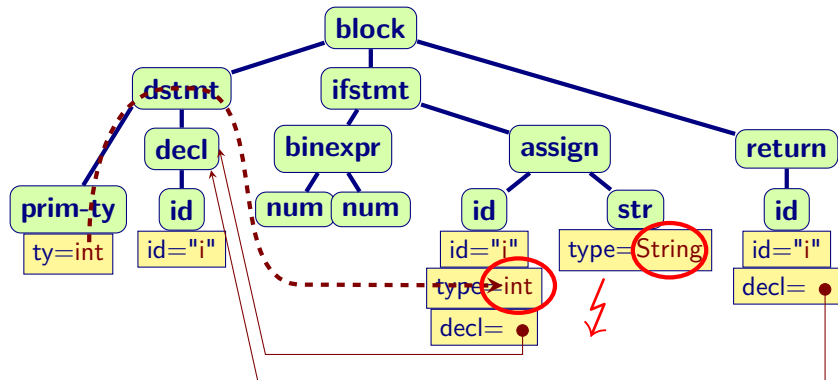 block
dstmt ifstmt
decl binexpr assign return
prim-ty id num num id str id
ty=int id="i" id="i" type=String id="i"
type=int decl=
decl=